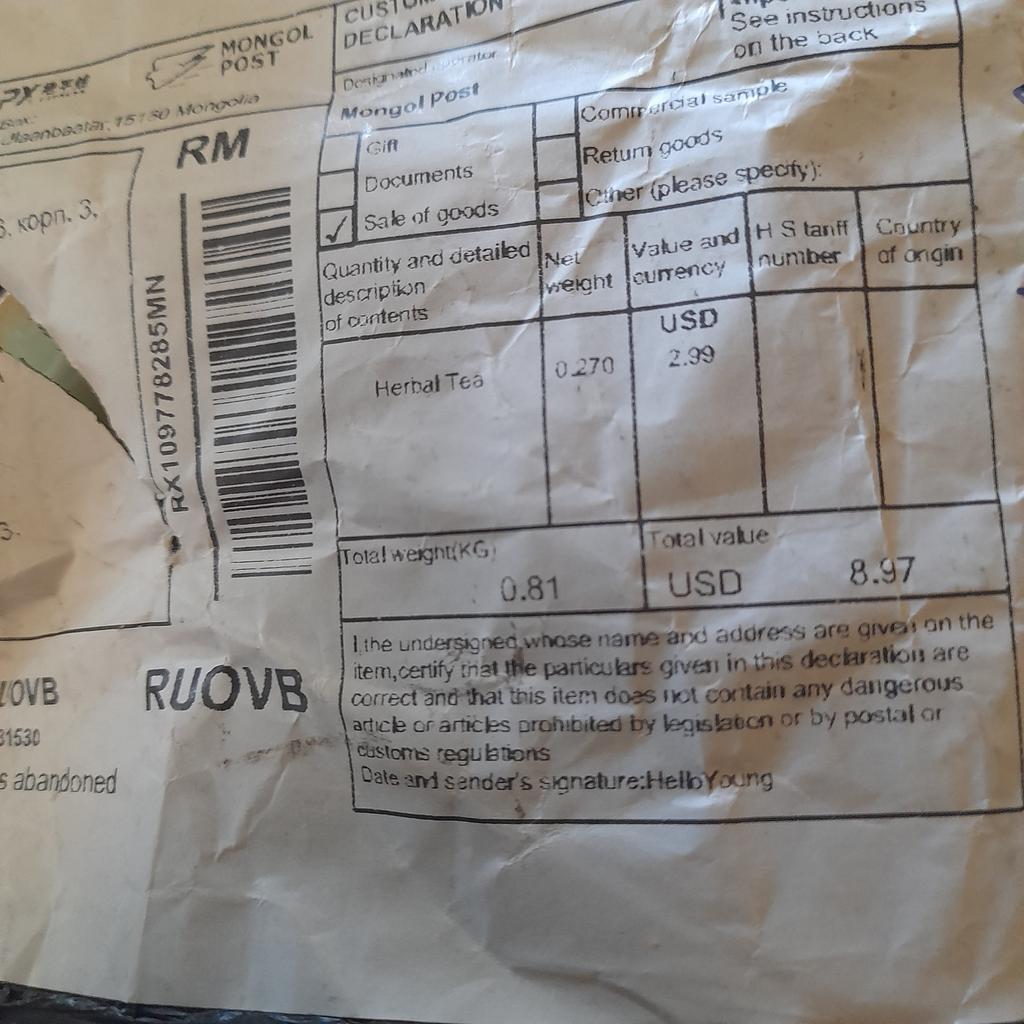 MONGOL
POST
15150 Mongolia
RM
RX109778285MN
корп. 3,
DECLARATION
Designated operator
Mongol Post
See instructions
on the back
Gift
Documents
✓ Sale of goods
Commercial sample
Return goods
Other (please specify):
Quantity and detailed
description
of contents
Net
weight
Value and
currency
H S tariff
number
Country
of origin
Herbal Tea
0.270
USD
2.99
Total weight(KG)
0.81
Total value
USD 8.97
I,the undersigned,whose name and address are given on the
item,certify that the particulars given in this declaration are
correct and that this item does not contain any dangerous
article or articles prohibited by legislation or by postal or
customs regulations
Date and sender's signature:HelloYoung
RUOVB
abandoned